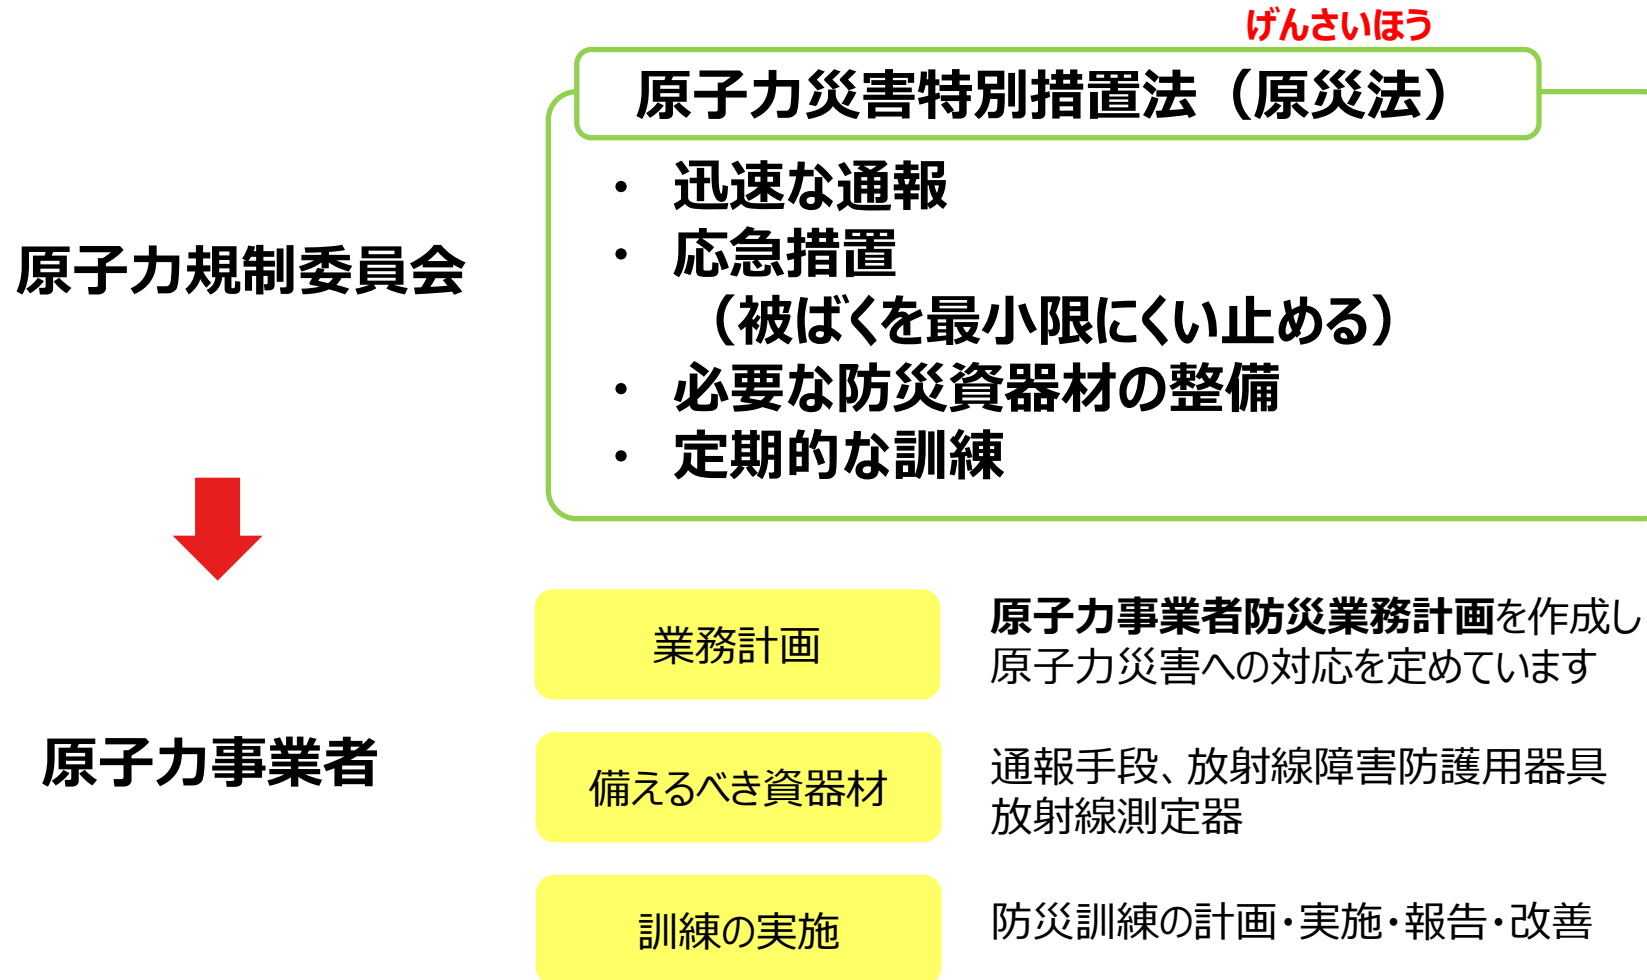 げんさいほう
原子力災害特別措置法（原災法）
・ 迅速な通報
・ 応急措置
（被ばくを最小限にくい止める）
・ 必要な防災資器材の整備
・ 定期的な訓練
原子力規制委員会
原子力事業者
業務計画
原子力事業者防災業務計画を作成し
原子力災害への対応を定めています
備えるべき資器材
通報手段、放射線障害防護用器具
放射線測定器
訓練の実施
防災訓練の計画・実施・報告・改善